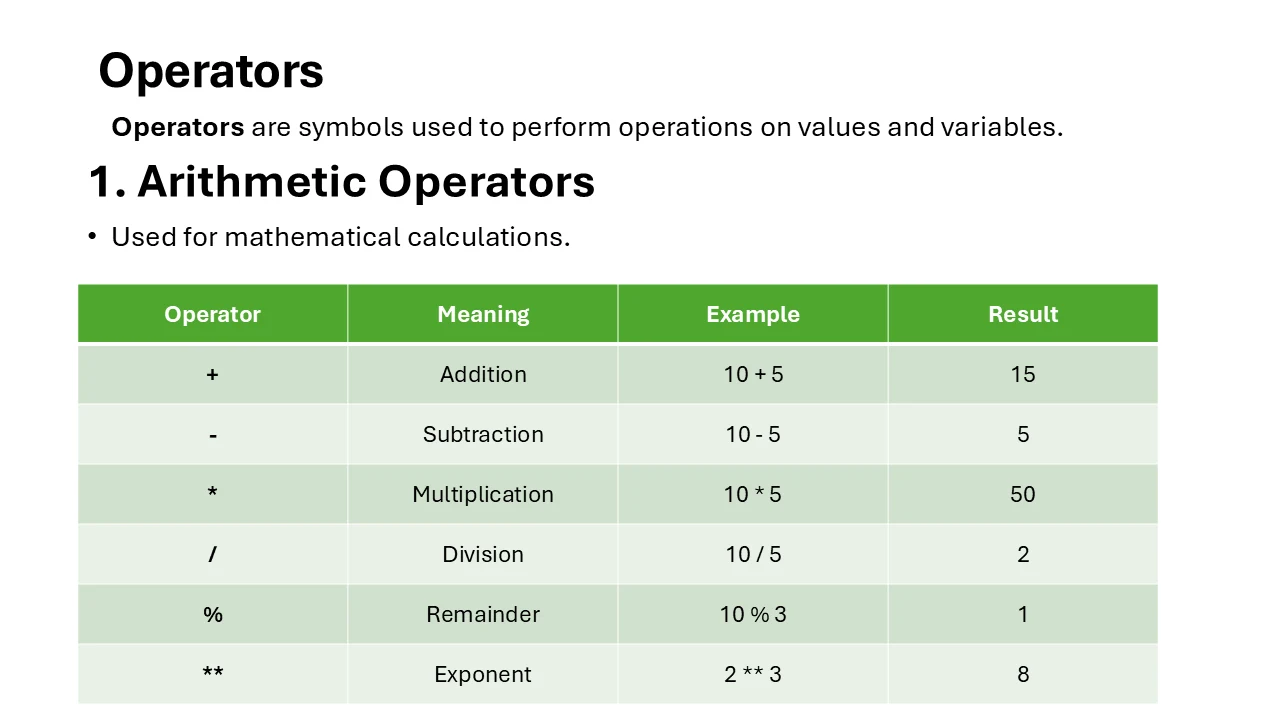 Operators
Operators are symbols used to perform operations on values and variables.
1. Arithmetic Operators
• Used for mathematical calculations.
Operator Meaning Example Result
+ Addition 10 + 5 15
- Subtraction 10 - 5 5
* Multiplication 10 * 5 50
/ Division 10 / 5 2
% Remainder 10 % 3 1
** Exponent 2 ** 3 8